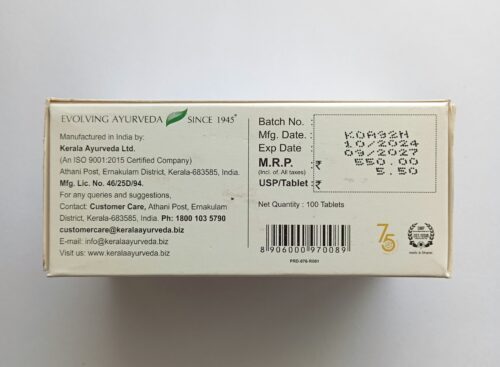 EVOLVING AYURVEDA SINCE 1945
Manufactured in India by:
Kerala Ayurveda Ltd.
(An ISO 9001:2015 Certified Company)
Athani Post, Ernakulam District, Kerala-683585, India.
Mfg. Lic. No. 46/25D/94.
For any queries and suggestions,
Contact: Customer Care, Athani Post, Ernakulam
District, Kerala-683585, India. Ph: 1800 103 5790
customercare@keralaayurveda.biz
E-mail: info@keralaayurveda.biz
Visit us: www.keralaayurveda.biz
Batch No. : KOA92H
Mfg. Date. : 10/2024
Exp Date : 09/2027
M.R.P. : ₹ 550.00
(Incl. of. All taxes)
USP/Tablet : ₹ 5.50
Net Quantity : 100 Tablets
8 906000 970089
75
PRD-076-R001